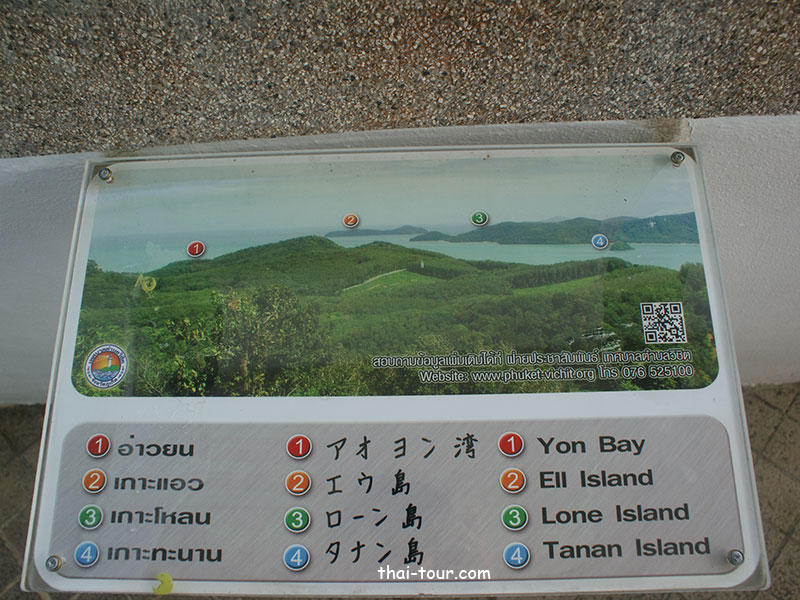 1
2
3
4
สอบถามข้อมูลเพิ่มเติมได้ที่ ฝ่ายประชาสัมพันธ์ เทศบาลตำบลวิชิต
Website: www.phuket-vichit.org โทร 076 525100
1 อ่าวยน
2 เกาะแอว
3 เกาะโหลน
4 เกาะทะนาน
1 アオヨン湾
2 エウ島
3 ローン島
4 タナン島
1 Yon Bay
2 Ell Island
3 Lone Island
4 Tanan Island
thai-tour.com